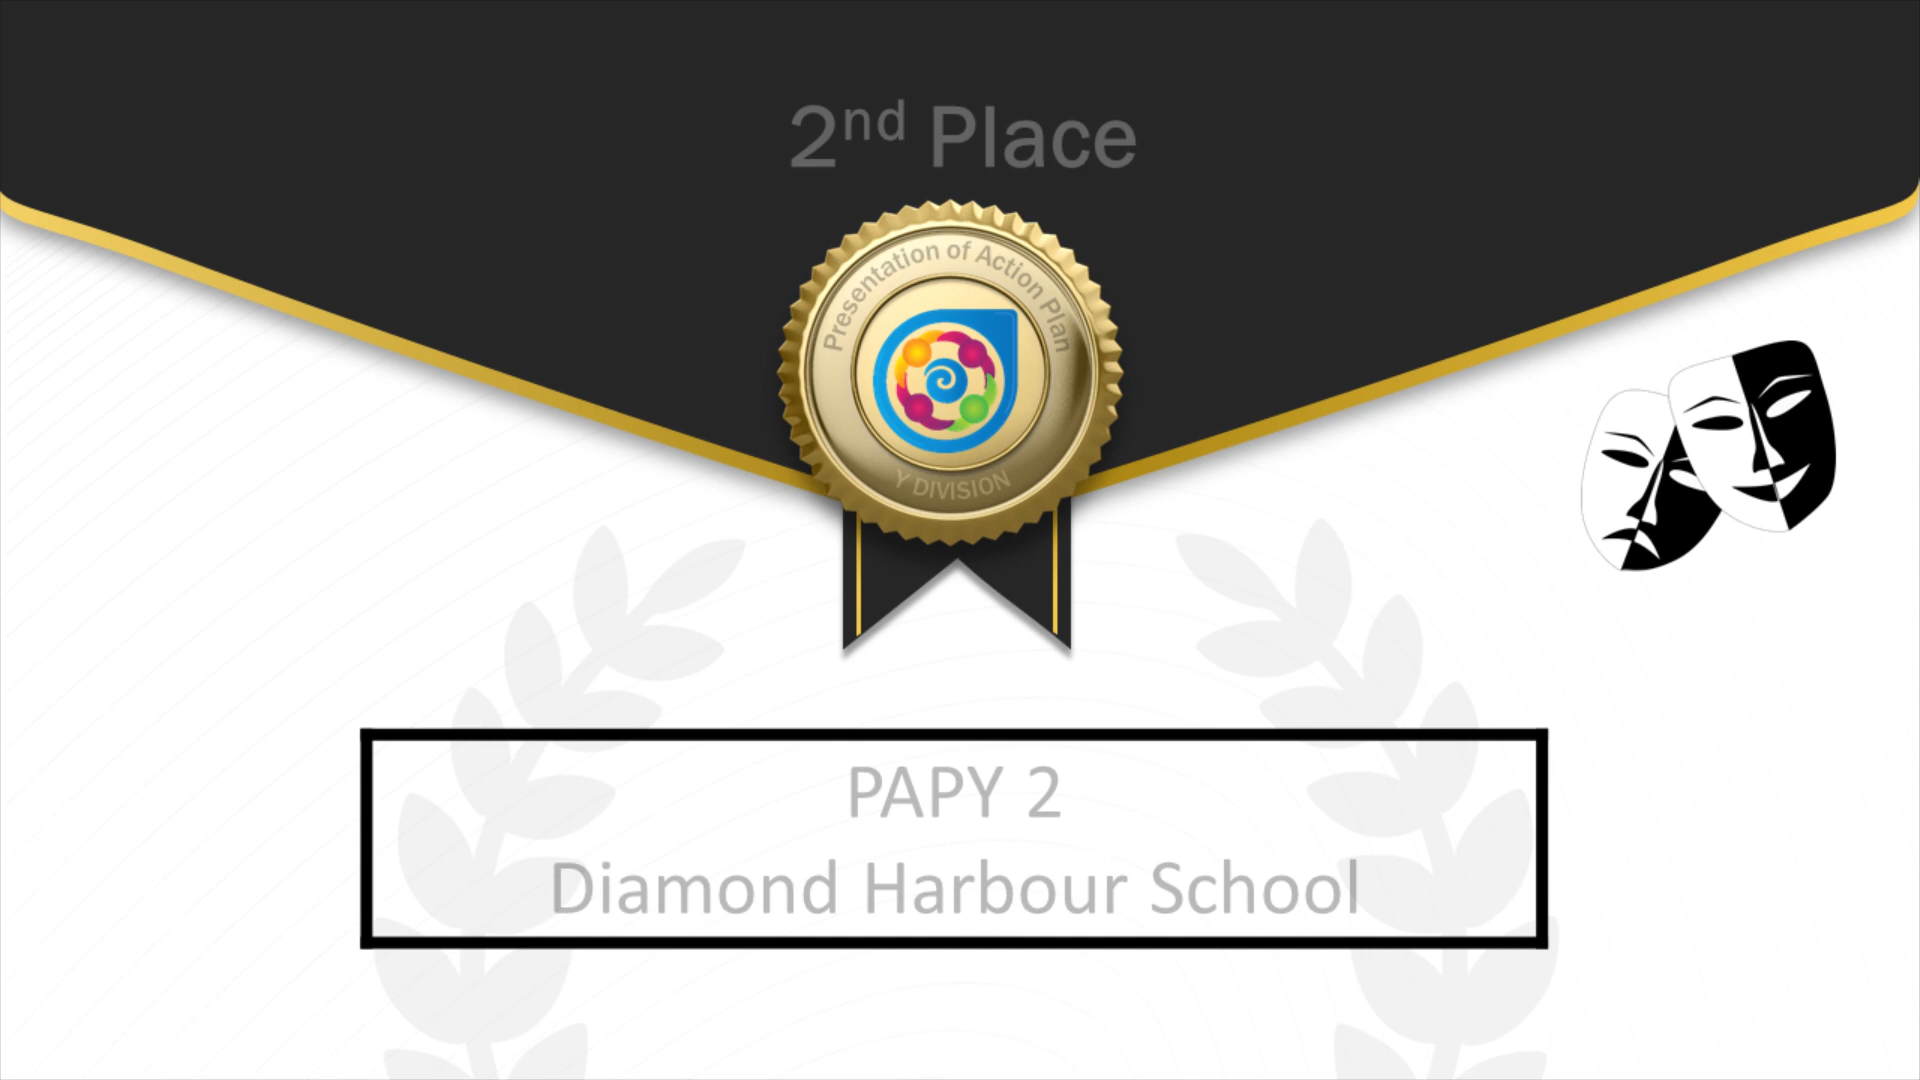 2nd Place
Presentation of Action Plan
Y DIVISION
PAPY 2
Diamond Harbour School